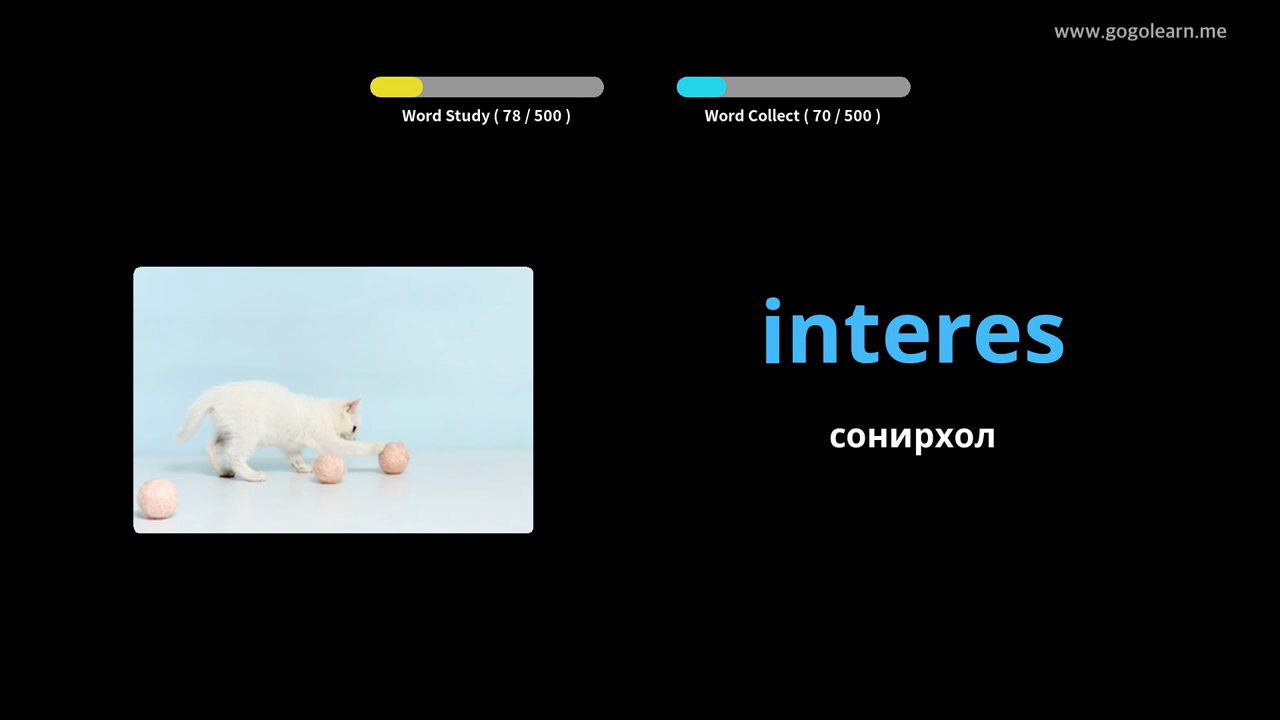 www.gogolearn.me
Word Study ( 78 / 500 )
Word Collect ( 70 / 500 )
interes
сонирхол